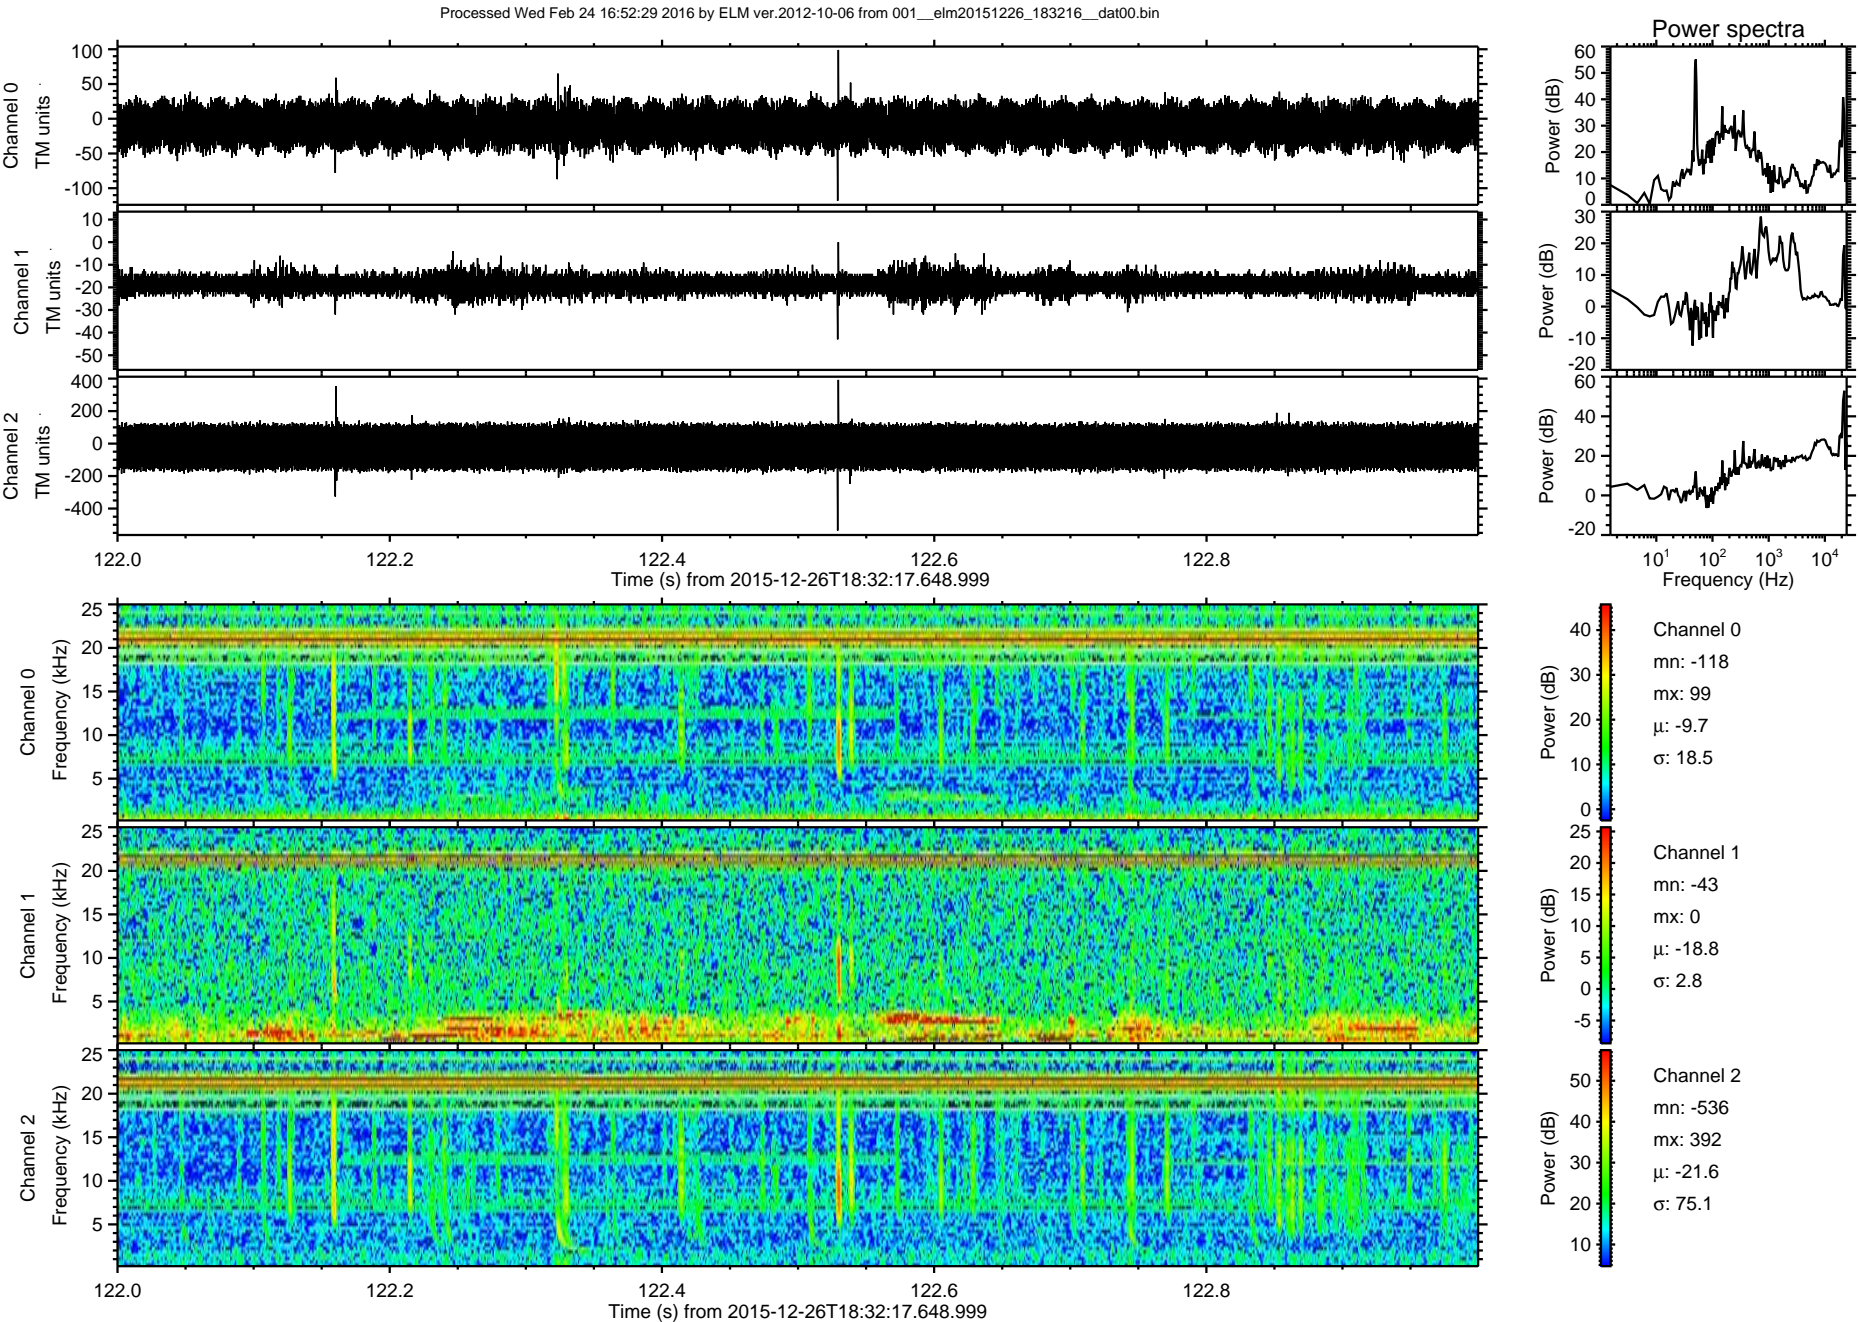 Processed Wed Feb 24 16:52:29 2016 by ELM ver.2012-10-06 from 001__elm20151226_183216__dat00.bin
Power spectra
Channel 0
TM units
100
50
0
-50
-100
Power (dB)
60
50
40
30
20
10
0
Channel 1
TM units
10
0
-10
-20
-30
-40
-50
Power (dB)
30
20
10
0
-10
-20
Channel 2
TM units
400
200
0
-200
-400
Power (dB)
60
40
20
0
-20
122.0 122.2 122.4 122.6 122.8
Time (s) from 2015-12-26T18:32:17.648.999
10^1 10^2 10^3 10^4
Frequency (Hz)
Channel 0
Frequency (kHz)
25
20
15
10
5
Power (dB)
40
30
20
10
0
Channel 0
mn: -118
mx: 99
µ: -9.7
σ: 18.5
Channel 1
Frequency (kHz)
25
20
15
10
5
Power (dB)
25
20
15
10
5
0
-5
Channel 1
mn: -43
mx: 0
µ: -18.8
σ: 2.8
Channel 2
Frequency (kHz)
25
20
15
10
5
Power (dB)
50
40
30
20
10
Channel 2
mn: -536
mx: 392
µ: -21.6
σ: 75.1
122.0 122.2 122.4 122.6 122.8
Time (s) from 2015-12-26T18:32:17.648.999